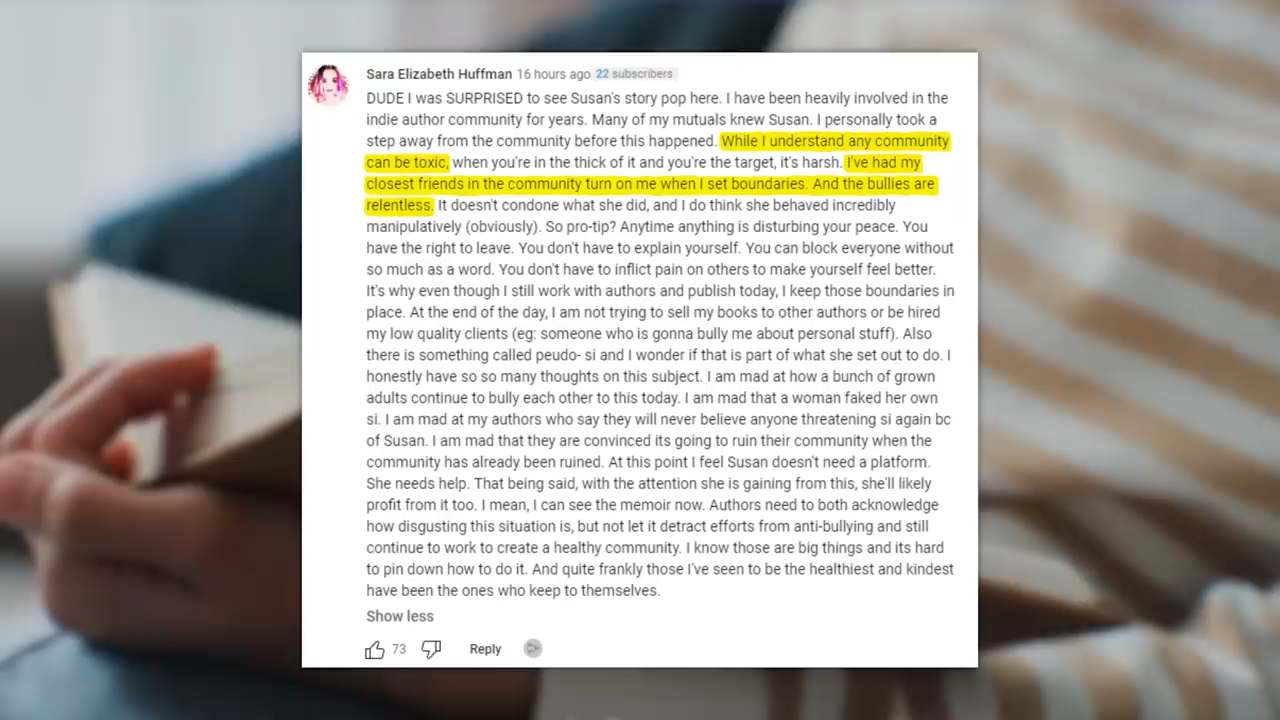 Sara Elizabeth Huffman 16 hours ago 22 subscribers
DUDE I was SURPRISED to see Susan's story pop here. I have been heavily involved in the
indie author community for years. Many of my mutuals knew Susan. I personally took a
step away from the community before this happened. While I understand any community
can be toxic, when you're in the thick of it and you're the target, it's harsh. I've had my
closest friends in the community turn on me when I set boundaries. And the bullies are
relentless. It doesn't condone what she did, and I do think she behaved incredibly
manipulatively (obviously). So pro-tip? Anytime anything is disturbing your peace. You
have the right to leave. You don't have to explain yourself. You can block everyone without
so much as a word. You don't have to inflict pain on others to make yourself feel better.
It's why even though I still work with authors and publish today, I keep those boundaries in
place. At the end of the day, I am not trying to sell my books to other authors or be hired
my low quality clients (eg: someone who is gonna bully me about personal stuff). Also
there is something called peudo- si and I wonder if that is part of what she set out to do. I
honestly have so so many thoughts on this subject. I am mad at how a bunch of grown
adults continue to bully each other to this today. I am mad that a woman faked her own
si. I am mad at my authors who say they will never believe anyone threatening si again bc
of Susan. I am mad that they are convinced its going to ruin their community when the
community has already been ruined. At this point I feel Susan doesn't need a platform.
She needs help. That being said, with the attention she is gaining from this, she'll likely
profit from it too. I mean, I can see the memoir now. Authors need to both acknowledge
how disgusting this situation is, but not let it detract efforts from anti-bullying and still
continue to work to create a healthy community. I know those are big things and its hard
to pin down how to do it. And quite frankly those I've seen to be the healthiest and kindest
have been the ones who keep to themselves.
Show less
73 Reply